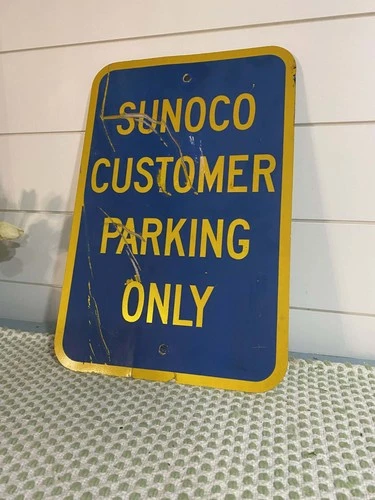 SUNOCO
CUSTOMER
PARKING
ONLY